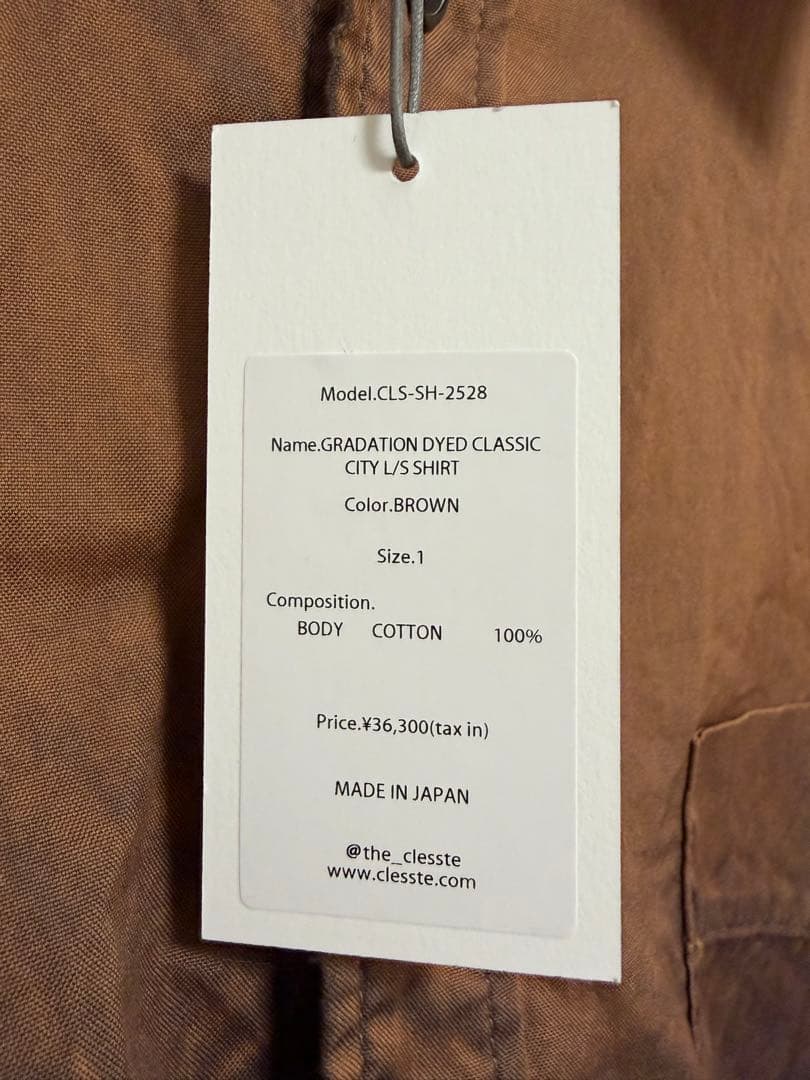 Model.CLS-SH-2528
Name.GRADATION DYED CLASSIC
CITY L/S SHIRT
Color.BROWN
Size.1
Composition.
BODY COTTON 100%
Price.¥36,300(tax in)
MADE IN JAPAN
@the_clesste
www.clesste.com